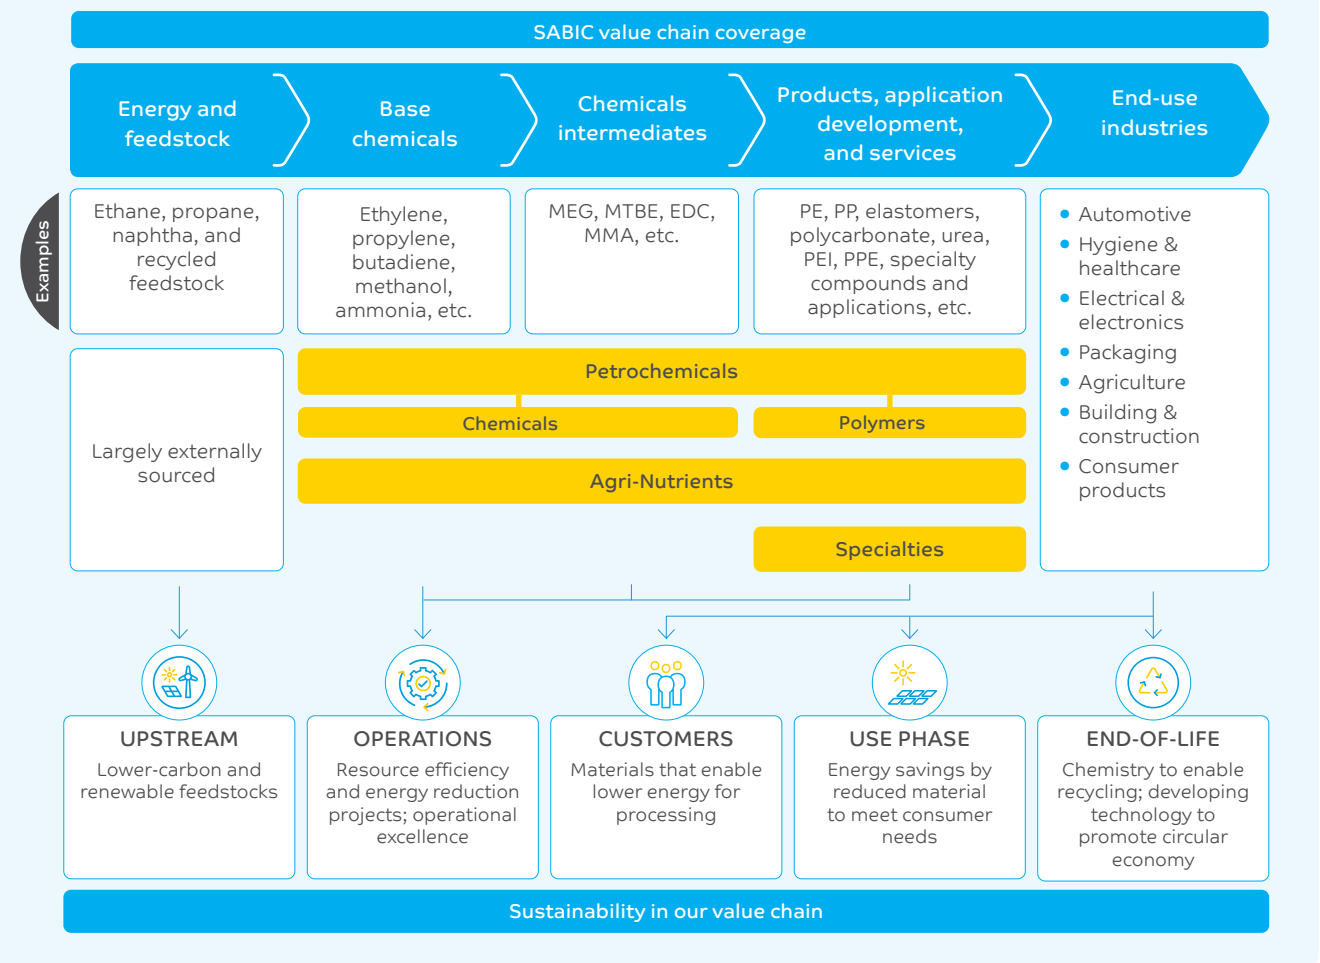 SABIC value chain coverage
Energy and
feedstock
Base
chemicals
Chemicals
intermediates
Products, application
development,
and services
End-use
industries
Examples
Ethane, propane,
naphtha, and
recycled
feedstock
Ethylene,
propylene,
butadiene,
methanol,
ammonia, etc.
MEG, MTBE, EDC,
MMA, etc.
PE, PP, elastomers,
polycarbonate, urea,
PEI, PPE, specialty
compounds and
applications, etc.
• Automotive
• Hygiene &
healthcare
• Electrical &
electronics
• Packaging
• Agriculture
• Building &
construction
• Consumer
products
Largely externally
sourced
Petrochemicals
Chemicals
Polymers
Agri-Nutrients
Specialties
UPSTREAM
Lower-carbon and
renewable feedstocks
OPERATIONS
Resource efficiency
and energy reduction
projects; operational
excellence
CUSTOMERS
Materials that enable
lower energy for
processing
USE PHASE
Energy savings by
reduced material
to meet consumer
needs
END-OF-LIFE
Chemistry to enable
recycling; developing
technology to
promote circular
economy
Sustainability in our value chain